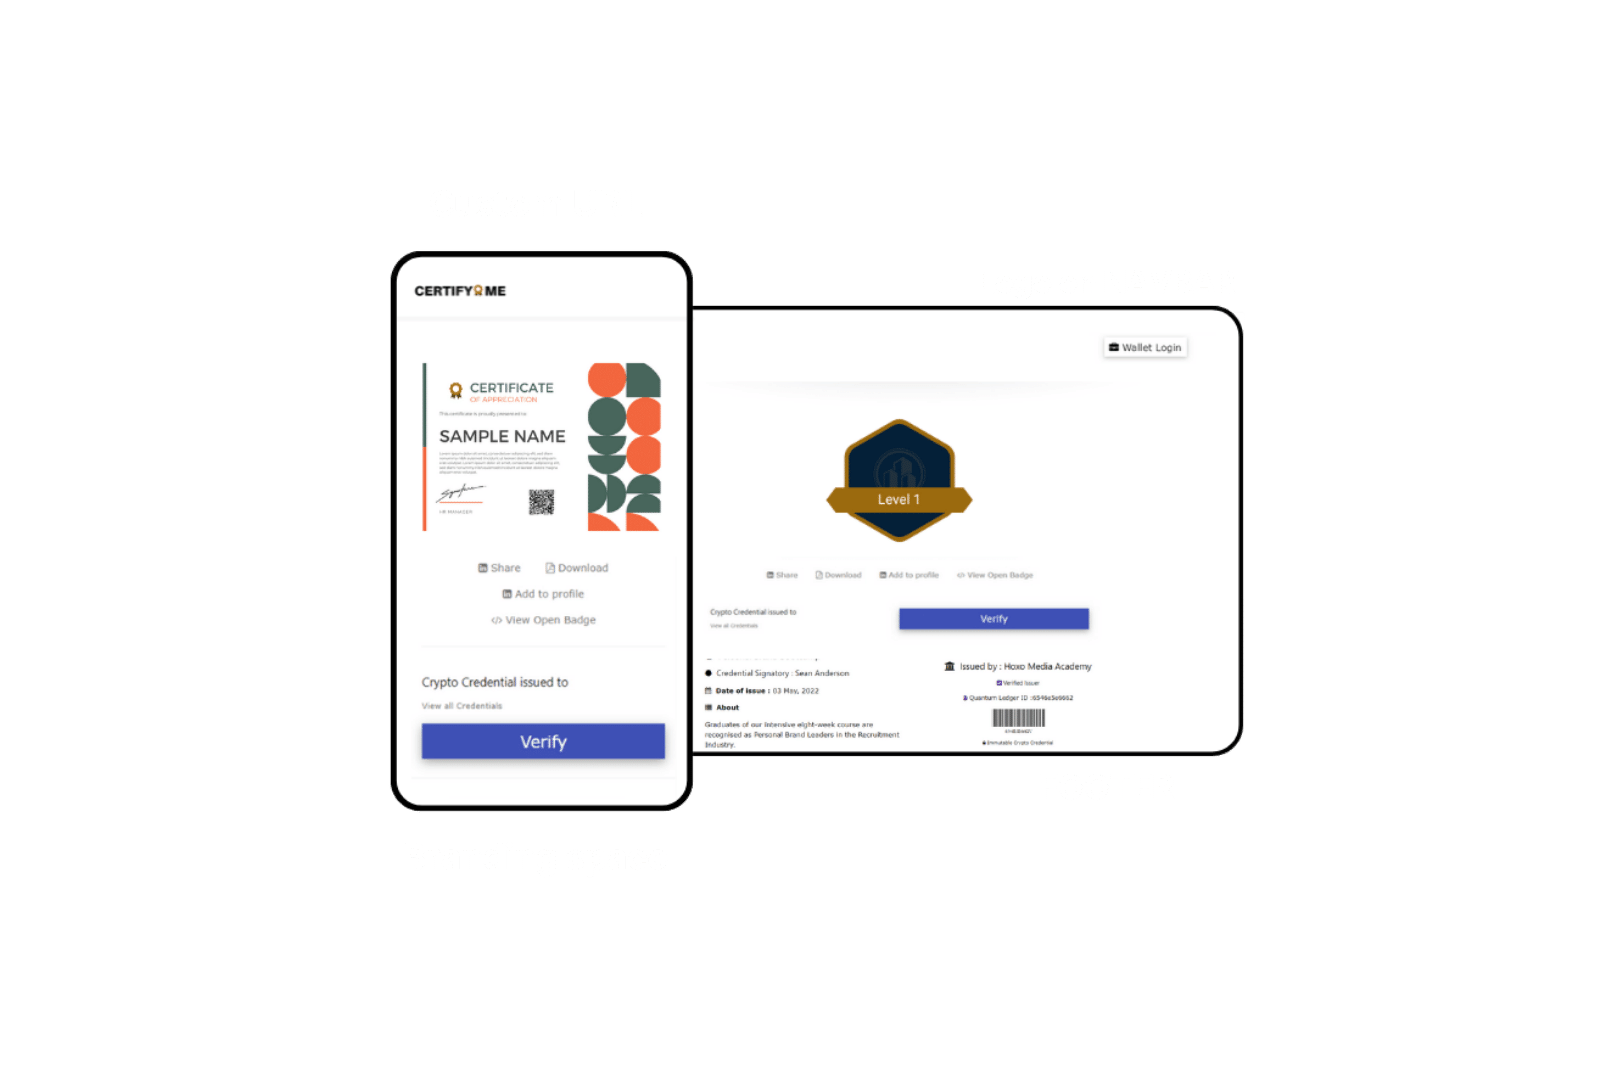 CERTIFY ME
CERTIFICATE
OF APPRECIATION
This certificate is proudly presented to
SAMPLE NAME
HR MANAGER
Share
Download
Add to profile
View Open Badge
Crypto Credential issued to
View all Credentials
Verify
Wallet Login
Level 1
Share
Download
Add to profile
View Open Badge
Crypto Credential issued to
View all Credentials
Verify
Credential Signatory : Sean Anderson
Date of issue : 03 May, 2022
About
Graduates of our intensive eight-week course are
recognised as Personal Brand Leaders in the Recruitment
Industry.
Issued by : Hoxo Media Academy
Verified Issuer
Quantum Ledger ID :
Immutable Crypto Credential